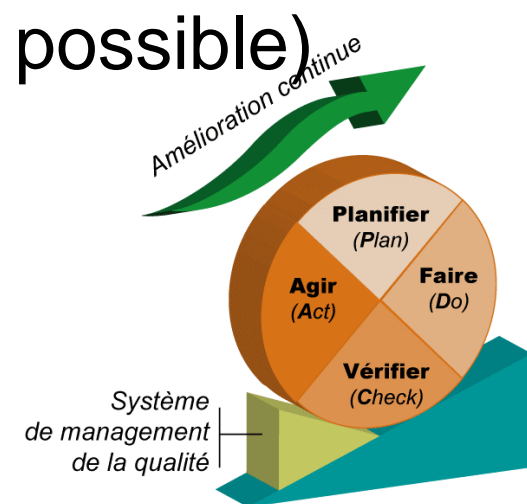 possible)
Amélioration continue
Planifier
(Plan)
Faire
(Do)
Agir
(Act)
Vérifier
(Check)
Système
de management
de la qualité